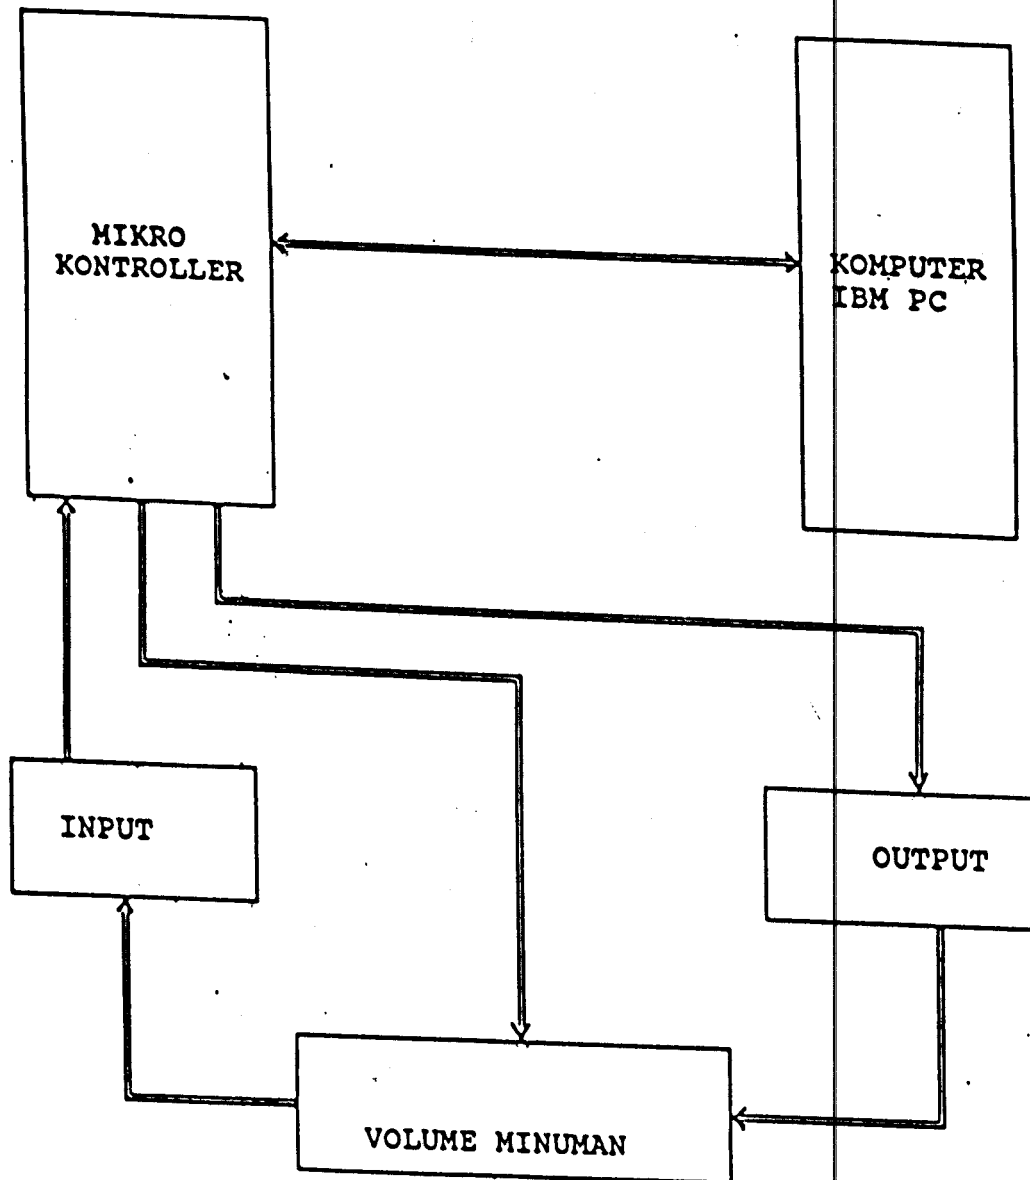 MIKRO
KONTROLLER
KOMPUTER
IBM PC
INPUT
OUTPUT
VOLUME MINUMAN